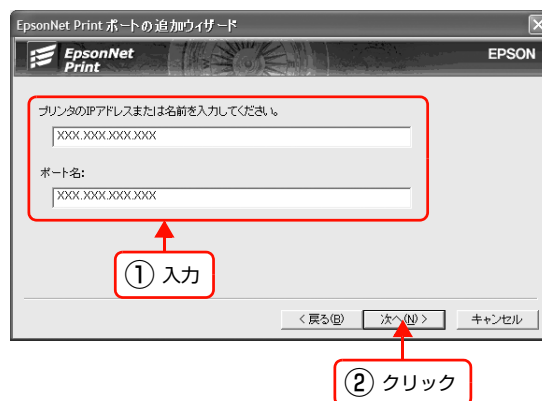 EpsonNet Print ポートの追加ウィザード
EpsonNet
Print
EPSON
プリンタのIPアドレスまたは名前を入力してください。
XXX.XXX.XXX.XXX
ポート名:
XXX.XXX.XXX.XXX
① 入力
< 戻る(B) 次へ(N) > キャンセル
② クリック